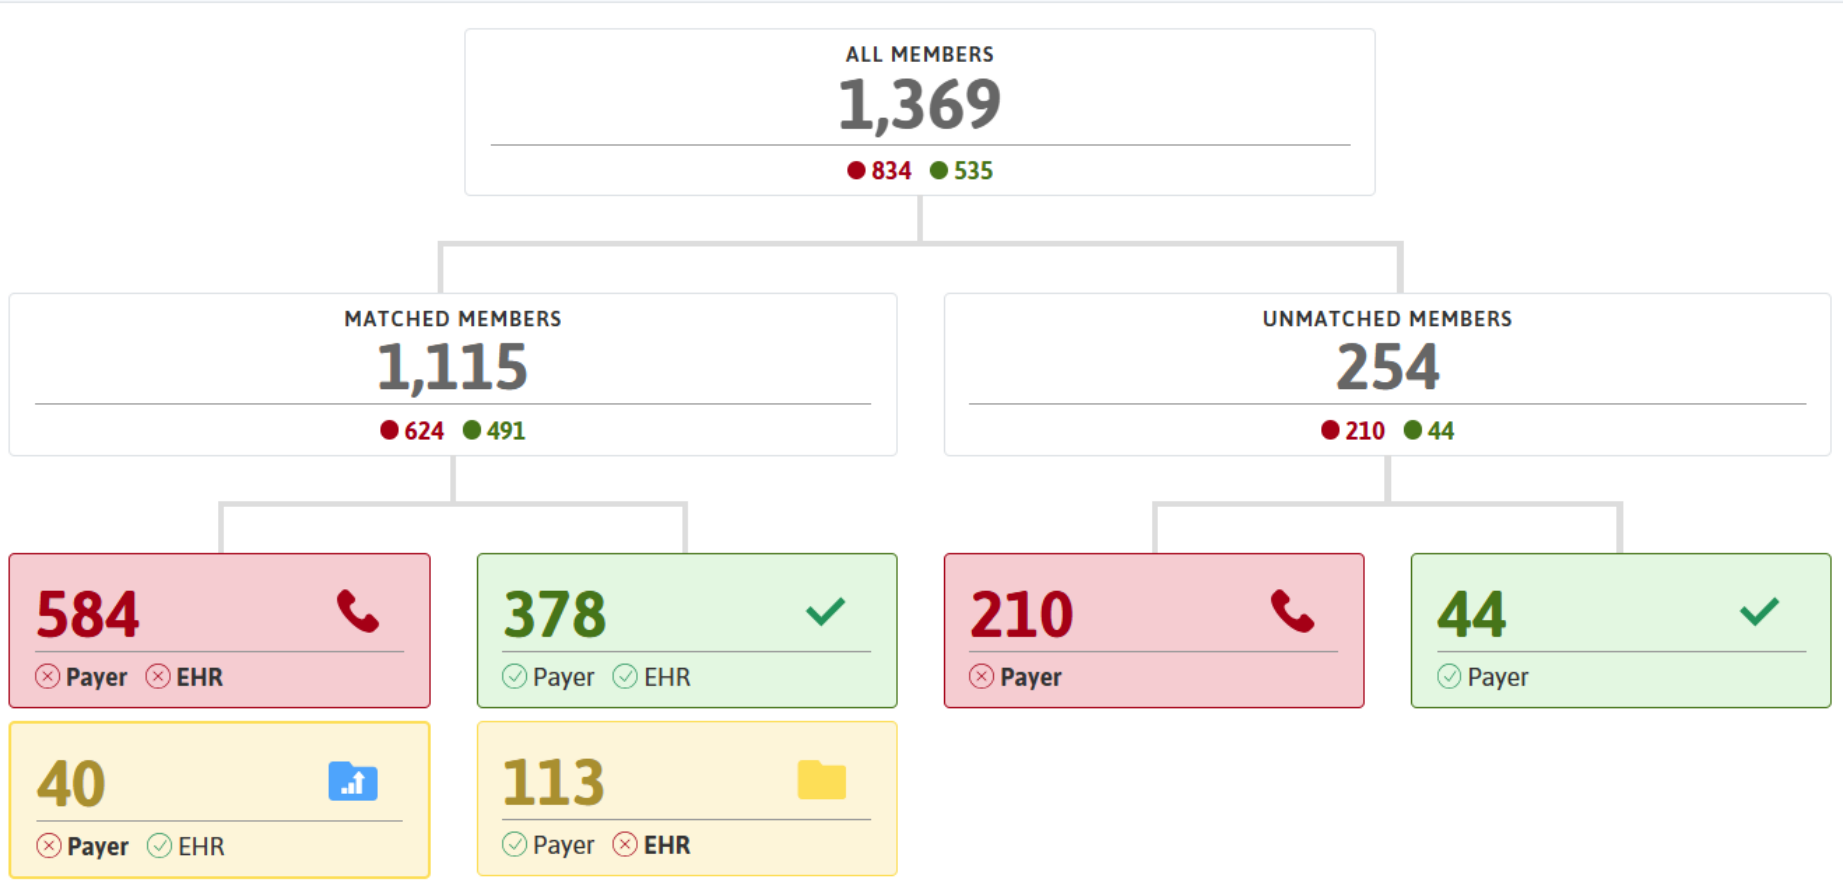 ALL MEMBERS
1,369
834 535
MATCHED MEMBERS
1,115
624 491
UNMATCHED MEMBERS
254
210 44
584
Payer EHR
378
Payer EHR
210
Payer
44
Payer
40
Payer EHR
113
Payer EHR